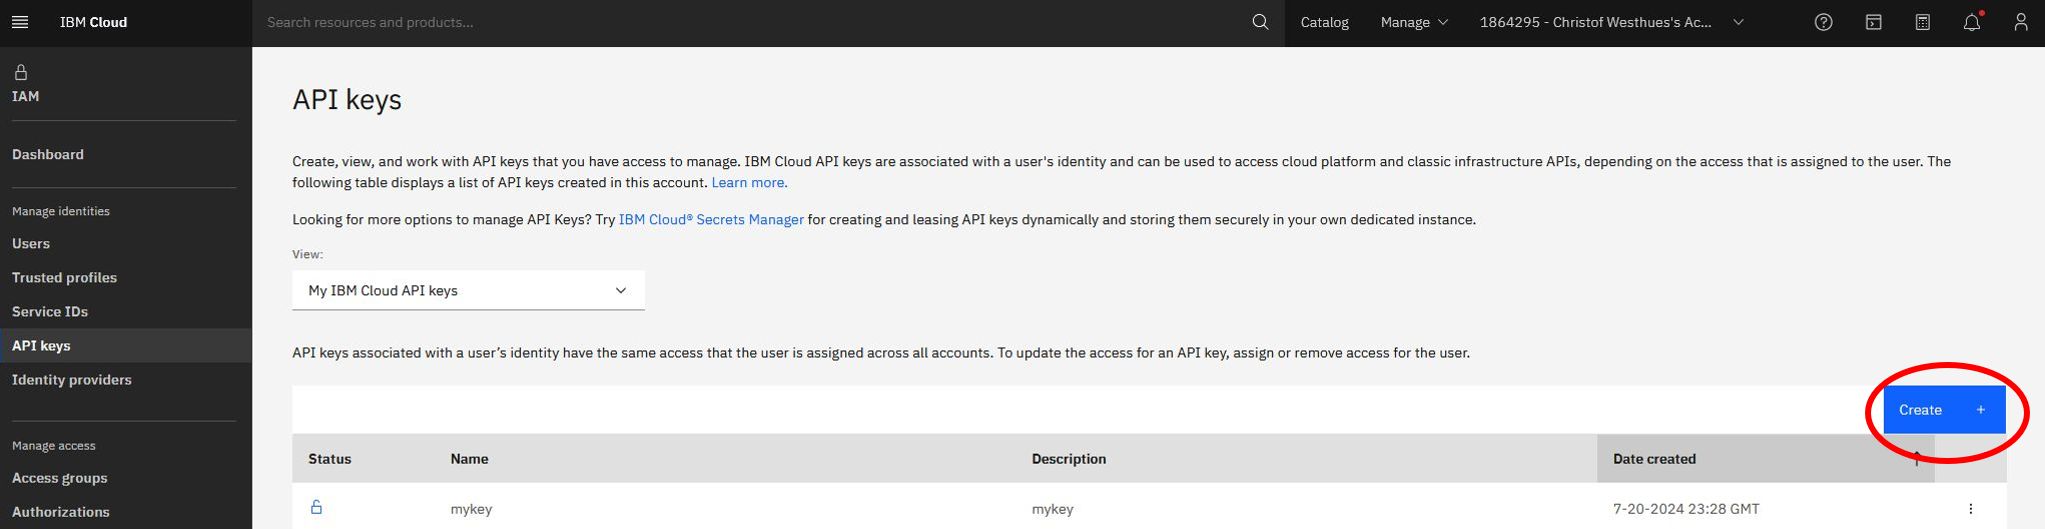 IBM Cloud
Search resources and products...
Catalog
Manage
1864295 - Christof Westhues's Ac...
IAM
Dashboard
Manage identities
Users
Trusted profiles
Service IDs
API keys
Identity providers
Manage access
Access groups
Authorizations
API keys
Create, view, and work with API keys that you have access to manage. IBM Cloud API keys are associated with a user's identity and can be used to access cloud platform and classic infrastructure APIs, depending on the access that is assigned to the user. The
following table displays a list of API keys created in this account. Learn more.
Looking for more options to manage API Keys? Try IBM Cloud® Secrets Manager for creating and leasing API keys dynamically and storing them securely in your own dedicated instance.
View:
My IBM Cloud API keys
API keys associated with a user’s identity have the same access that the user is assigned across all accounts. To update the access for an API key, assign or remove access for the user.
Create +
Status Name Description Date created
mykey mykey 7-20-2024 23:28 GMT